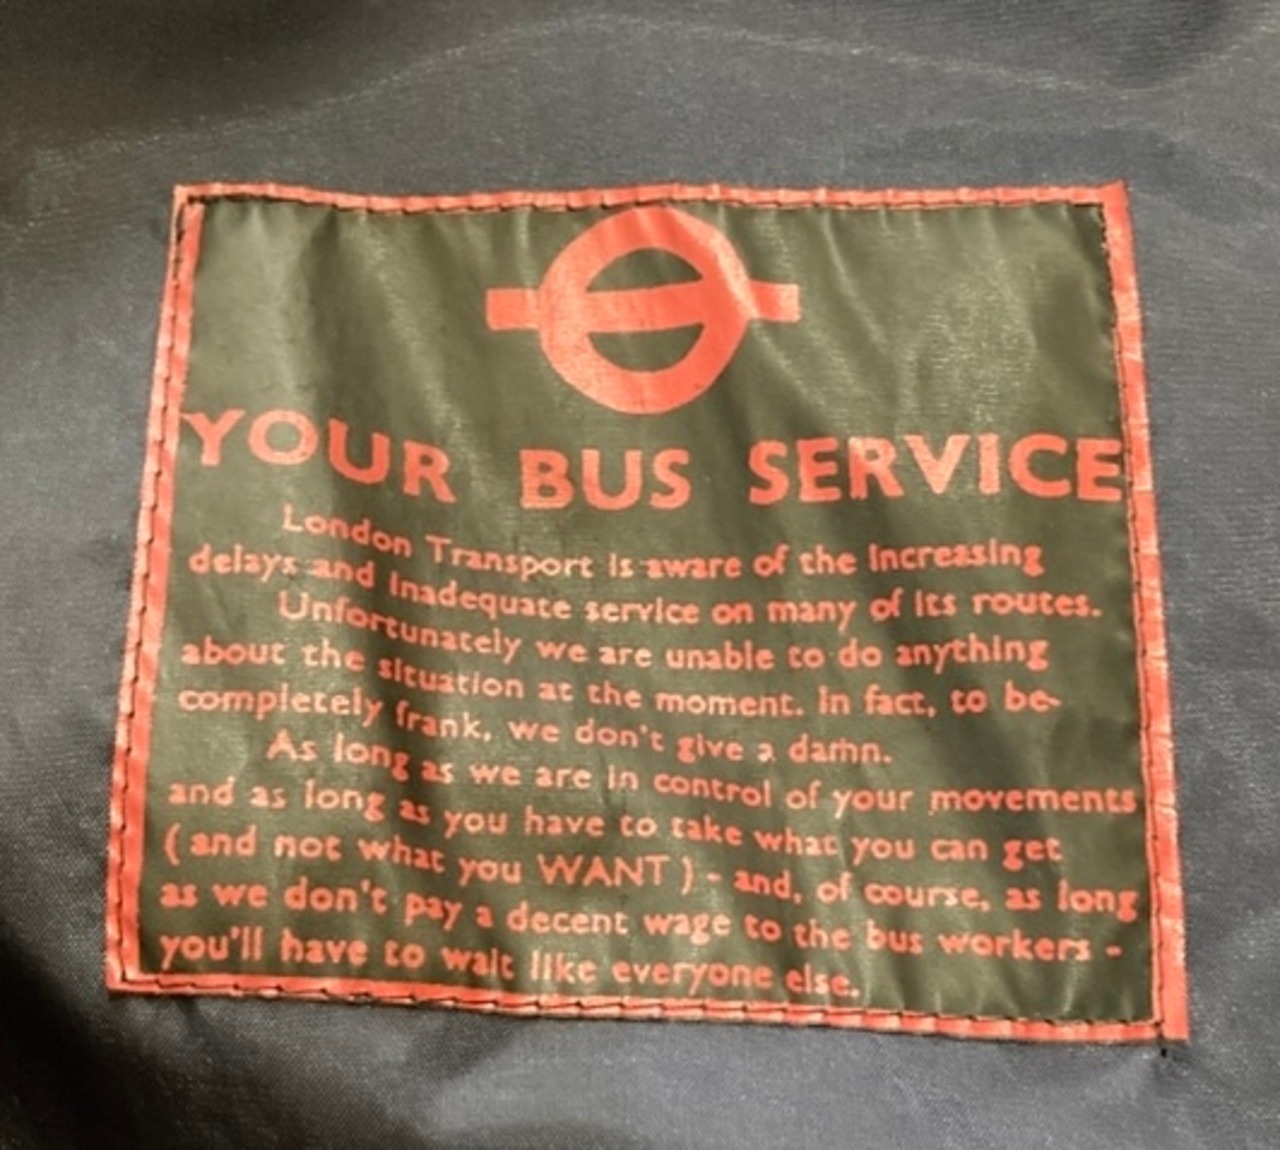 YOUR BUS SERVICE
London Transport is aware of the increasing
delays and inadequate service on many of its routes.
Unfortunately we are unable to do anything
about the situation at the moment. In fact, to be
completely frank, we don't give a damn.
As long as we are in control of your movements
and as long as you have to take what you can get
( and not what you WANT ) - and, of course, as long
as we don't pay a decent wage to the bus workers -
you'll have to wait like everyone else.